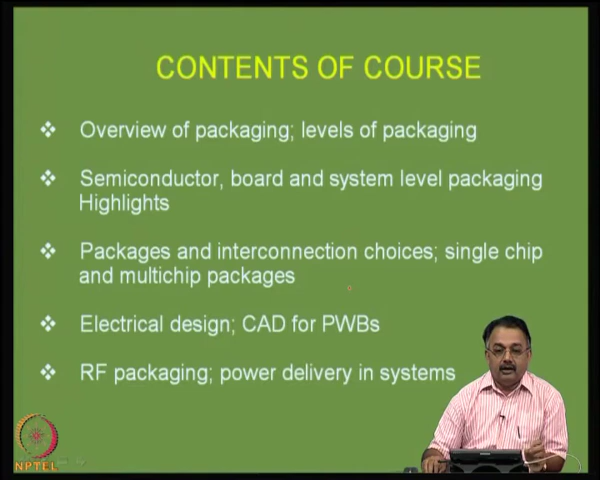 CONTENTS OF COURSE
Overview of packaging; levels of packaging
Semiconductor, board and system level packaging
Highlights
Packages and interconnection choices; single chip
and multichip packages
Electrical design; CAD for PWBs
RF packaging; power delivery in systems
NPTEL